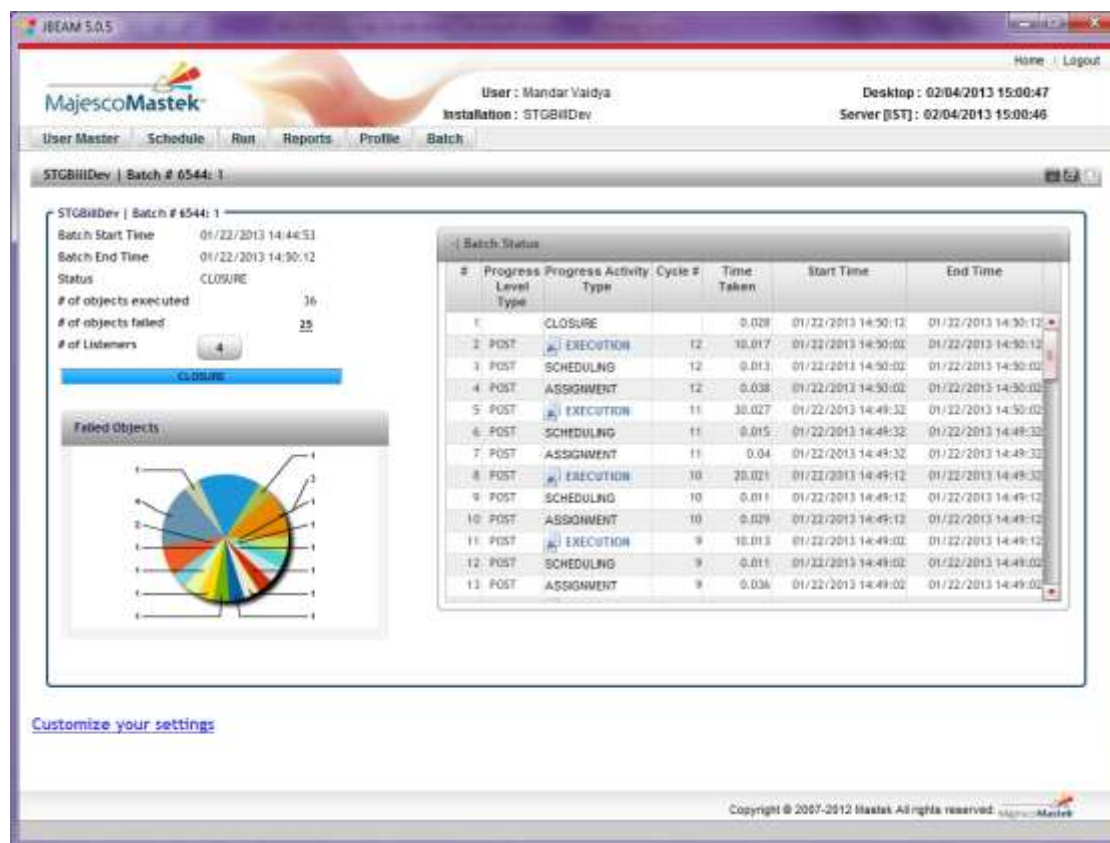 JBEAM 5.0.5
Home | Logout
MajescoMastek
User : Mandar Vaidya
Installation : STGBillDev
Desktop : 02/04/2013 15:00:47
Server [IST] : 02/04/2013 15:00:46
User Master Schedule Run Reports Profile Batch
STGBillDev | Batch # 6544: 1
STGBillDev | Batch # 6544: 1
Batch Start Time 01/22/2013 14:44:53
Batch End Time 01/22/2013 14:50:12
Status CLOSURE
# of objects executed 36
# of objects failed 25
# of Listeners 4
CLOSURE
Failed Objects
1 4
3
4 1
2 1
1 1
1 1
1 1
1 1
Batch Status
# Progress Level Type Progress Activity Type Cycle # Time Taken Start Time End Time
1 CLOSURE 0.028 01/22/2013 14:50:12 01/22/2013 14:50:12
2 POST EXECUTION 12 10.017 01/22/2013 14:50:02 01/22/2013 14:50:12
3 POST SCHEDULING 12 0.013 01/22/2013 14:50:02 01/22/2013 14:50:02
4 POST ASSIGNMENT 12 0.038 01/22/2013 14:50:02 01/22/2013 14:50:02
5 POST EXECUTION 11 30.027 01/22/2013 14:49:32 01/22/2013 14:50:02
6 POST SCHEDULING 11 0.015 01/22/2013 14:49:32 01/22/2013 14:49:32
7 POST ASSIGNMENT 11 0.04 01/22/2013 14:49:32 01/22/2013 14:49:32
8 POST EXECUTION 10 20.021 01/22/2013 14:49:12 01/22/2013 14:49:32
9 POST SCHEDULING 10 0.011 01/22/2013 14:49:12 01/22/2013 14:49:12
10 POST ASSIGNMENT 10 0.029 01/22/2013 14:49:12 01/22/2013 14:49:12
11 POST EXECUTION 9 10.013 01/22/2013 14:49:02 01/22/2013 14:49:12
12 POST SCHEDULING 9 0.011 01/22/2013 14:49:02 01/22/2013 14:49:02
13 POST ASSIGNMENT 9 0.036 01/22/2013 14:49:02 01/22/2013 14:49:02
Customize your settings
Copyright © 2007-2012 Mastek All rights reserved. MajescoMastek